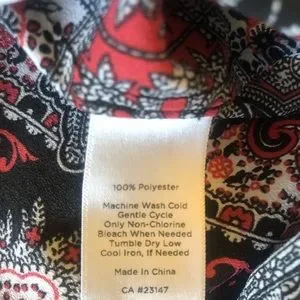 100% Polyester
Machine Wash Cold
Gentle Cycle
Only Non-Chlorine
Bleach When Needed
Tumble Dry Low
Cool Iron, If Needed
Made In China
CA #23147